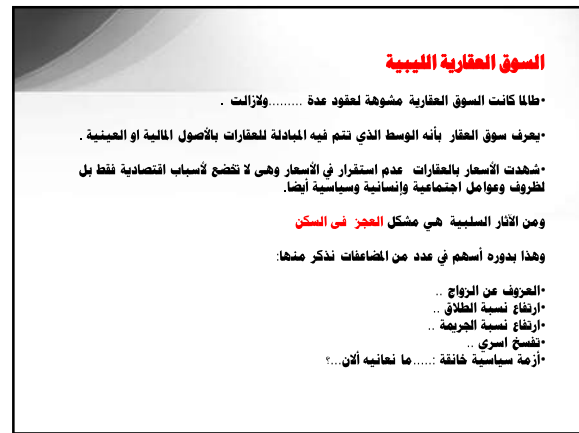 السوق العقارية الليبية
•طالما كانت السوق العقارية مشوهة لعقود عدة .........ولازالت .
•يعرف سوق العقار بأنه الوسط الذي تتم فيه المبادلة للعقارات بالأصول المالية او العينية .
•شهدت الأسعار بالعقارات عدم استقرار في الأسعار وهى لا تخضع لأسباب اقتصادية فقط بل
لظروف وعوامل اجتماعية وإنسانية وسياسية أيضا.
ومن الآثار السلبية هي مشكل العجز فى السكن
وهذا بدوره أسهم في عدد من المضاعفات نذكر منها:
•العزوف عن الزواج ..
•ارتفاع نسبة الطلاق ..
•ارتفاع نسبة الجريمة ..
•تفسخ اسري ..
•أزمة سياسية خانقة :..... ما نعانيه ألان...؟